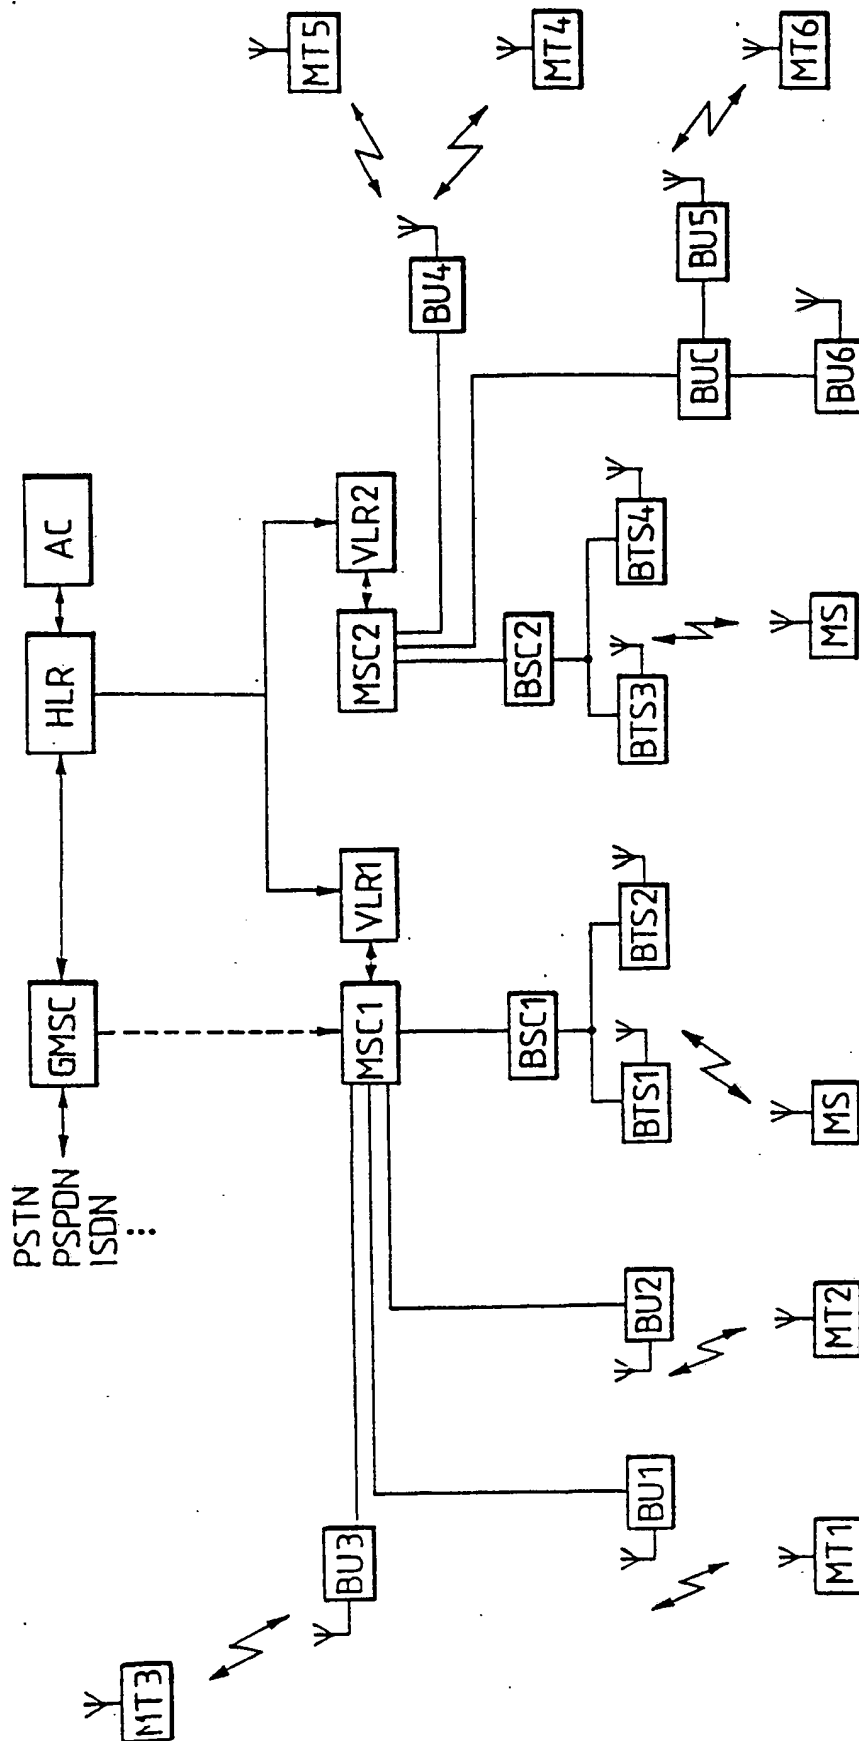 PSTN
PSPDN
ISDN
...
GMSC
HLR
AC
MSC1
VLR1
MSC2
VLR2
MT3
BU3
BU4
MT5
MT4
BSC1
BSC2
BU1
BU2
BTS1
BTS2
BTS3
BTS4
BUC
BU5
BU6
MT1
MT2
MS
MS
MT6